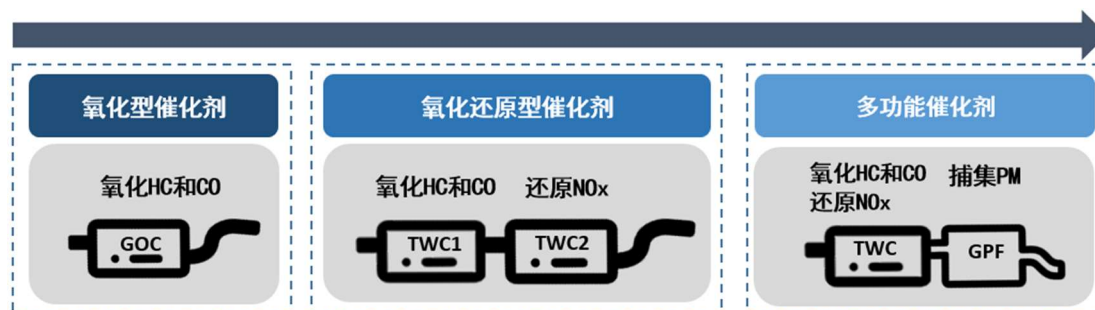 氧化型催化剂
氧化还原型催化剂
多功能催化剂
氧化HC和CO
GOC
氧化HC和CO 还原NOx
TWC1
TWC2
氧化HC和CO 捕集PM
还原NOx
TWC
GPF